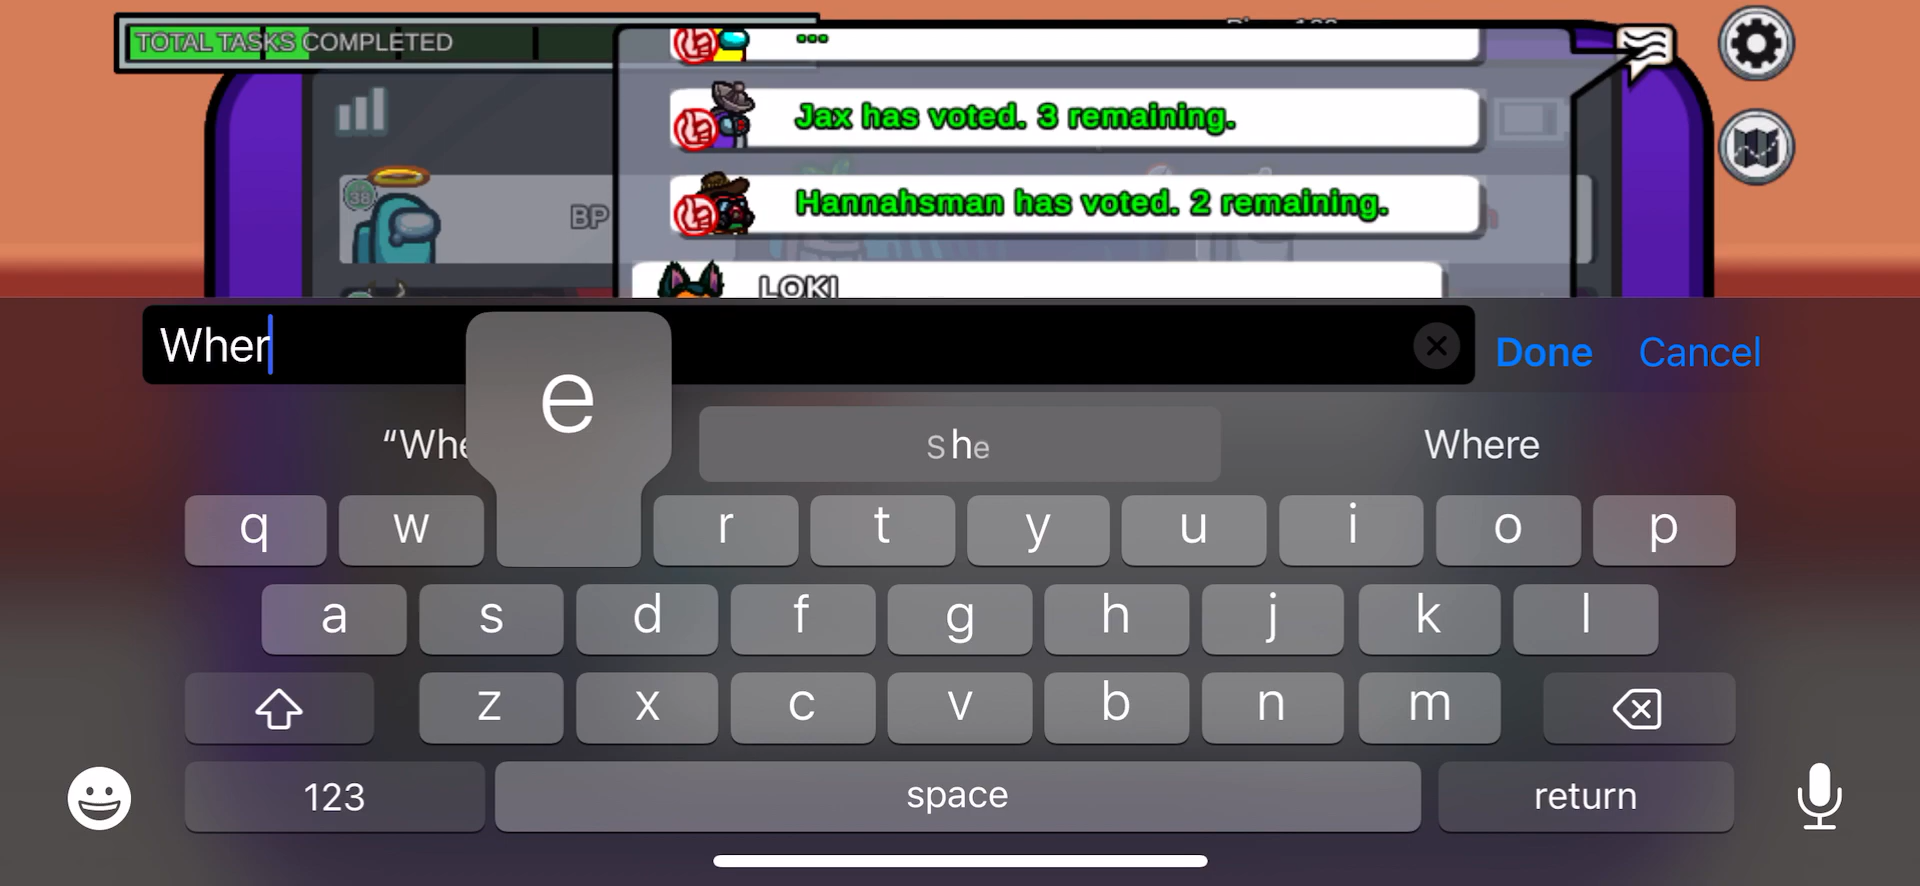 TOTAL TASKS COMPLETED
...
Jax has voted. 3 remaining.
Hannahsman has voted. 2 remaining.
38
BP
LOKI
Wher
Done
Cancel
e
she
Where
q w r t y u i o p
a s d f g h j k l
z x c v b n m
123
space
return